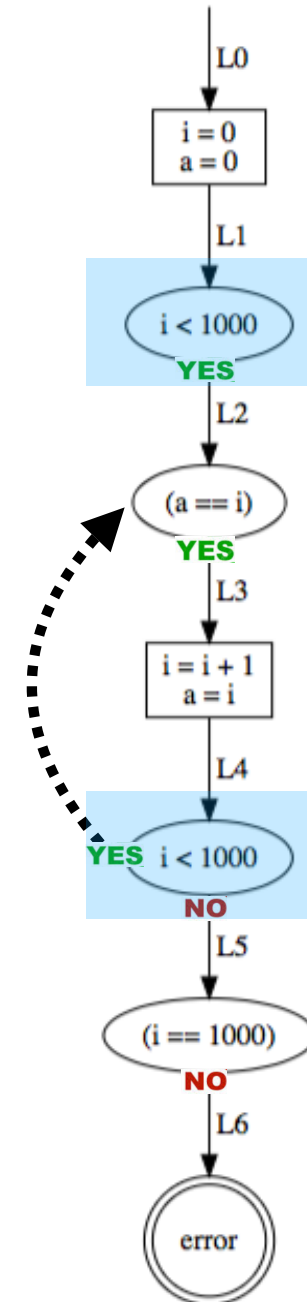 L0
i = 0
a = 0
L1
i < 1000
YES
L2
(a == i)
YES
L3
i = i + 1
a = i
L4
YES i < 1000
NO
L5
(i == 1000)
NO
L6
error